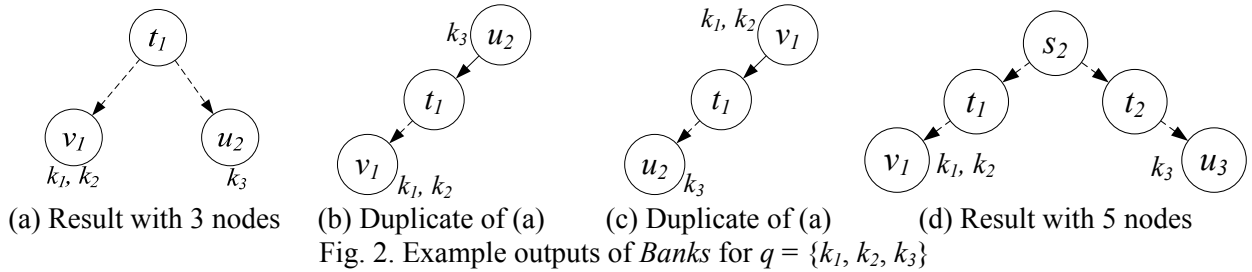 t1
v1
k1, k2
u2
k3
k3
u2
t1
v1
k1, k2
k1, k2
v1
t1
u2
k3
s2
t1
t2
v1
k1, k2
k3
u3
(a) Result with 3 nodes
(b) Duplicate of (a)
(c) Duplicate of (a)
(d) Result with 5 nodes
Fig. 2. Example outputs of Banks for q = {k1, k2, k3}